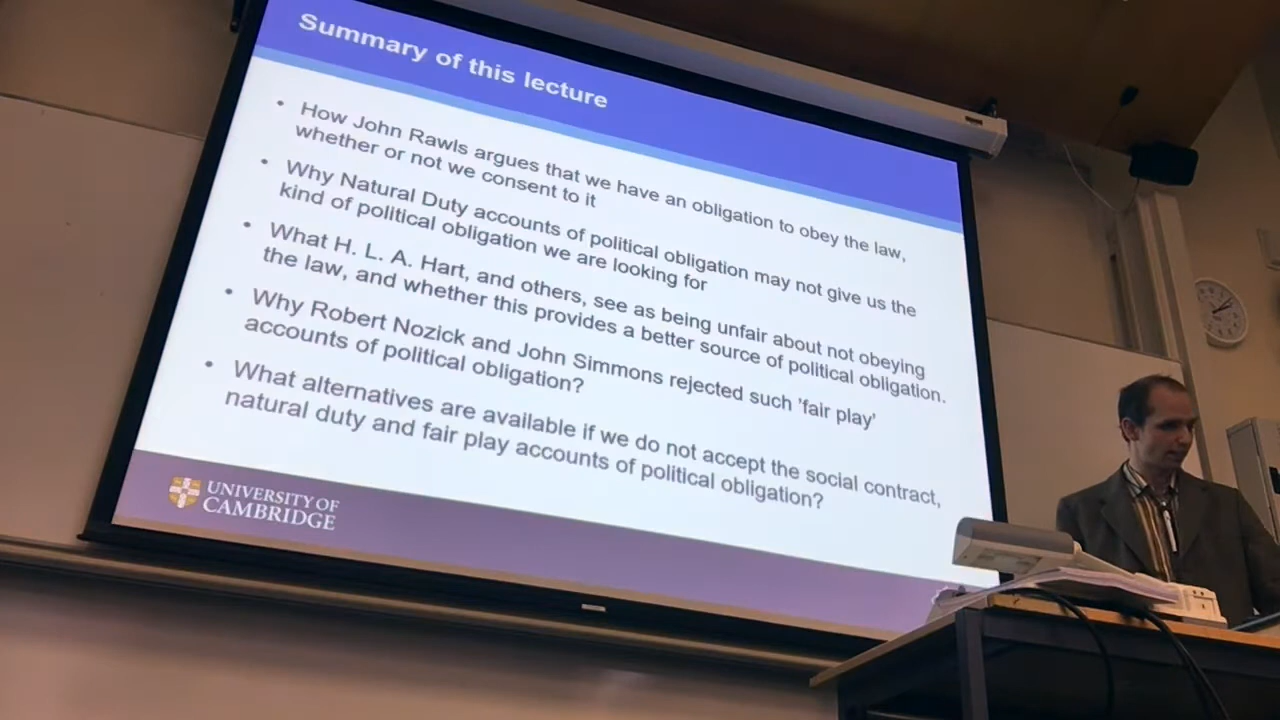 Summary of this lecture
• How John Rawls argues that we have an obligation to obey the law,
whether or not we consent to it
• Why Natural Duty accounts of political obligation may not give us the
kind of political obligation we are looking for
• What H. L. A. Hart, and others, see as being unfair about not obeying
the law, and whether this provides a better source of political obligation.
• Why Robert Nozick and John Simmons rejected such 'fair play'
accounts of political obligation?
• What alternatives are available if we do not accept the social contract,
natural duty and fair play accounts of political obligation?
UNIVERSITY OF
CAMBRIDGE